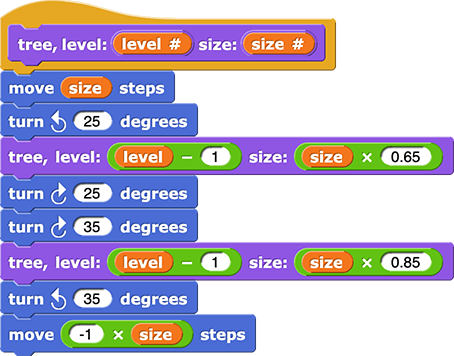 tree, level: level # size: size #
move size steps
turn ↺ 25 degrees
tree, level: level − 1 size: size × 0.65
turn ↻ 25 degrees
turn ↻ 35 degrees
tree, level: level − 1 size: size × 0.85
turn ↺ 35 degrees
move -1 × size steps